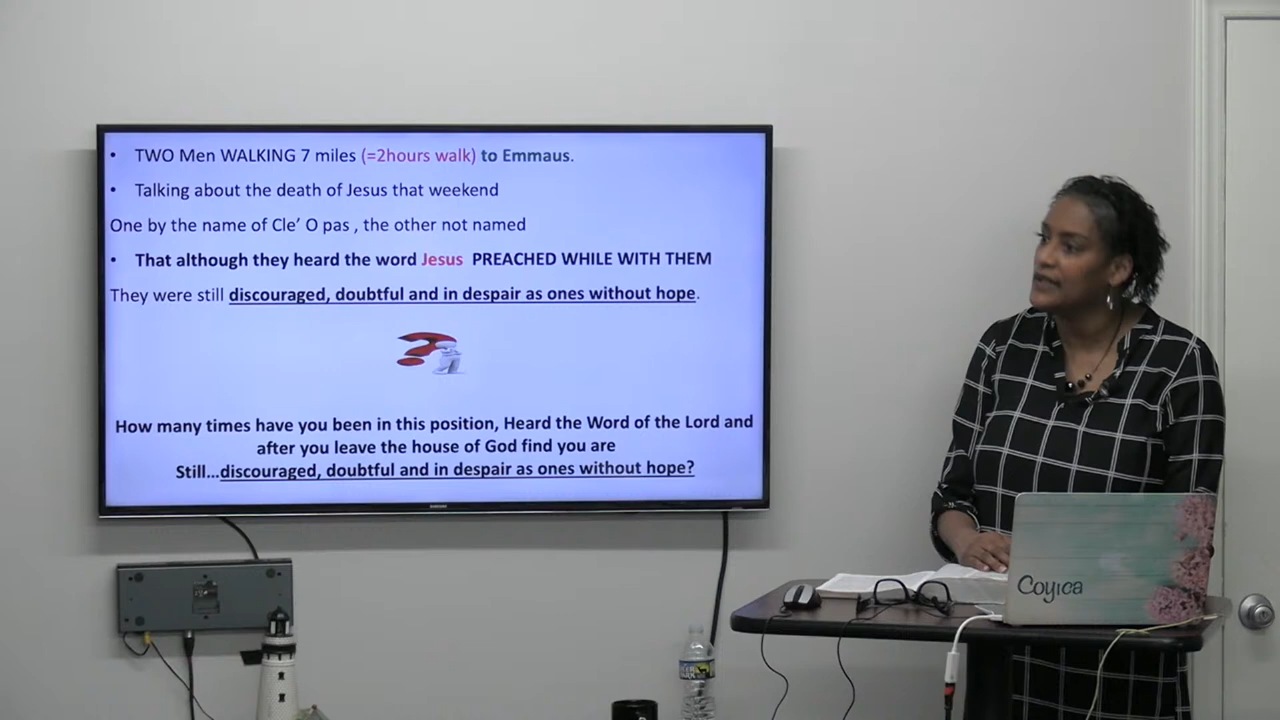 • TWO Men WALKING 7 miles (=2hours walk) to Emmaus.
• Talking about the death of Jesus that weekend
One by the name of Cle’ O pas , the other not named
• That although they heard the word Jesus PREACHED WHILE WITH THEM
They were still discouraged, doubtful and in despair as ones without hope.
How many times have you been in this position, Heard the Word of the Lord and
after you leave the house of God find you are
Still...discouraged, doubtful and in despair as ones without hope?
SAMSUNG
Coyica